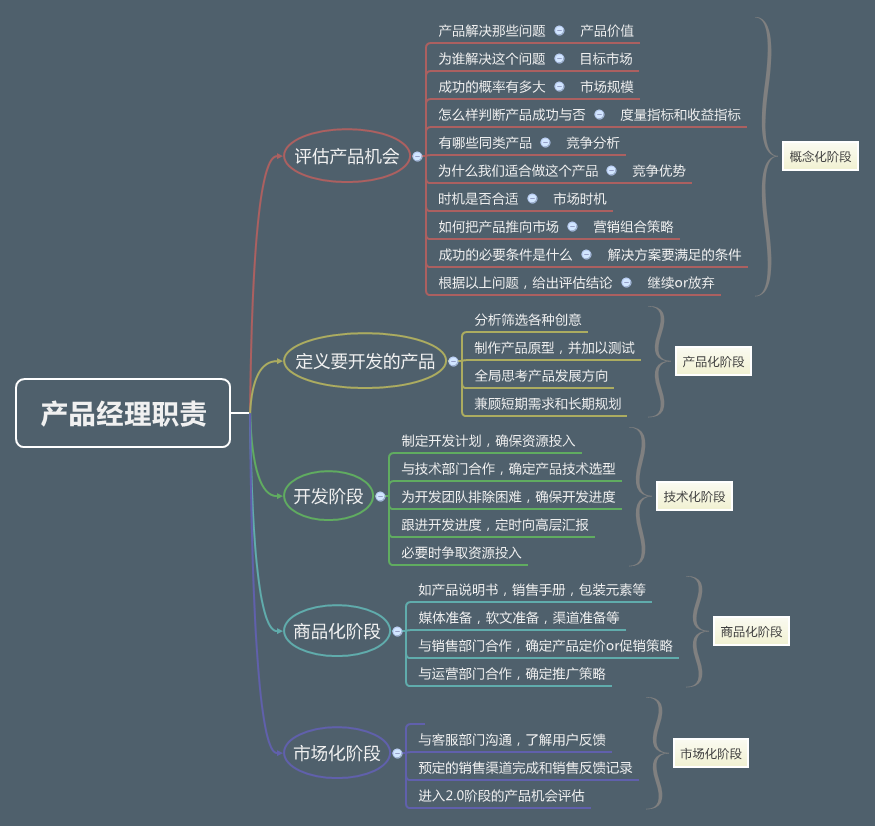 产品经理职责
评估产品机会
产品解决那些问题 产品价值
为谁解决这个问题 目标市场
成功的概率有多大 市场规模
怎么样判断产品成功与否 度量指标和收益指标
有哪些同类产品 竞争分析
为什么我们适合做这个产品 竞争优势
时机是否合适 市场时机
如何把产品推向市场 营销组合策略
成功的必要条件是什么 解决方案要满足的条件
根据以上问题，给出评估结论 继续or放弃
概念化阶段
定义要开发的产品
分析筛选各种创意
制作产品原型，并加以测试
全局思考产品发展方向
兼顾短期需求和长期规划
产品化阶段
开发阶段
制定开发计划，确保资源投入
与技术部门合作，确定产品技术选型
为开发团队排除困难，确保开发进度
跟进开发进度，定时向高层汇报
必要时争取资源投入
技术化阶段
商品化阶段
如产品说明书，销售手册，包装元素等
媒体准备，软文准备，渠道准备等
与销售部门合作，确定产品定价or促销策略
与运营部门合作，确定推广策略
商品化阶段
市场化阶段
与客服部门沟通，了解用户反馈
预定的销售渠道完成和销售反馈记录
进入2.0阶段的产品机会评估
市场化阶段